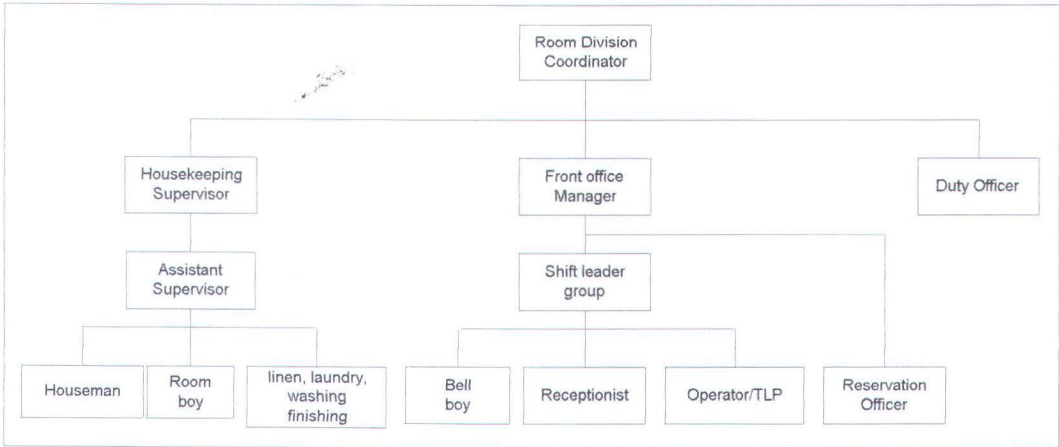 Room Division
Coordinator
Housekeeping
Supervisor
Front office
Manager
Duty Officer
Assistant
Supervisor
Shift leader
group
Houseman
Room
boy
linen, laundry,
washing
finishing
Bell
boy
Receptionist
Operator/TLP
Reservation
Officer